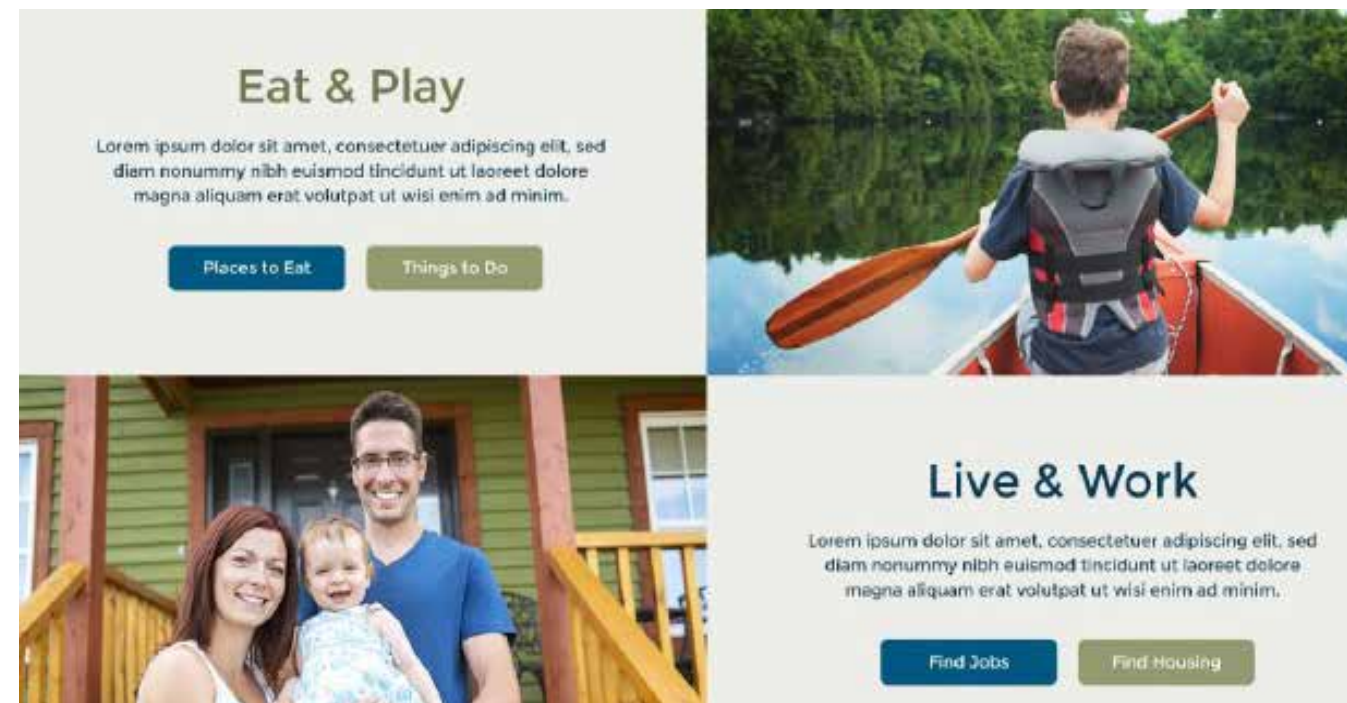 Eat & Play
Lorem ipsum dolor sit amet, consectetuer adipiscing elit, sed
diam nonummy nibh euismod tincidunt ut laoreet dolore
magna aliquam erat volutpat ut wisi enim ad minim.
Places to Eat
Things to Do
Live & Work
Lorem ipsum dolor sit amet, consectetuer adipiscing elit, sed
diam nonummy nibh euismod tincidunt ut laoreet dolore
magna aliquam erat volutpat ut wisi enim ad minim.
Find Jobs
Find Housing